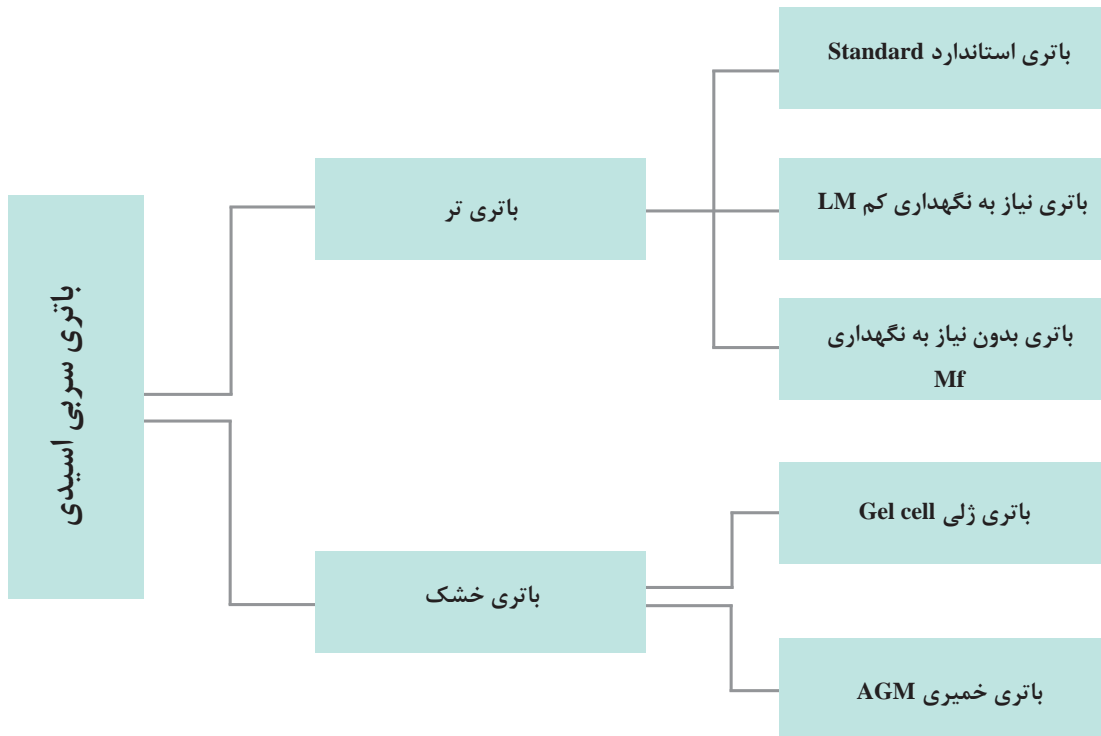 باتری سربی اسیدی
باتری تر
باتری استاندارد Standard
باتری نیاز به نگهداری کم LM
باتری بدون نیاز به نگهداری
Mf
باتری خشک
باتری ژلی Gel cell
باتری خمیری AGM